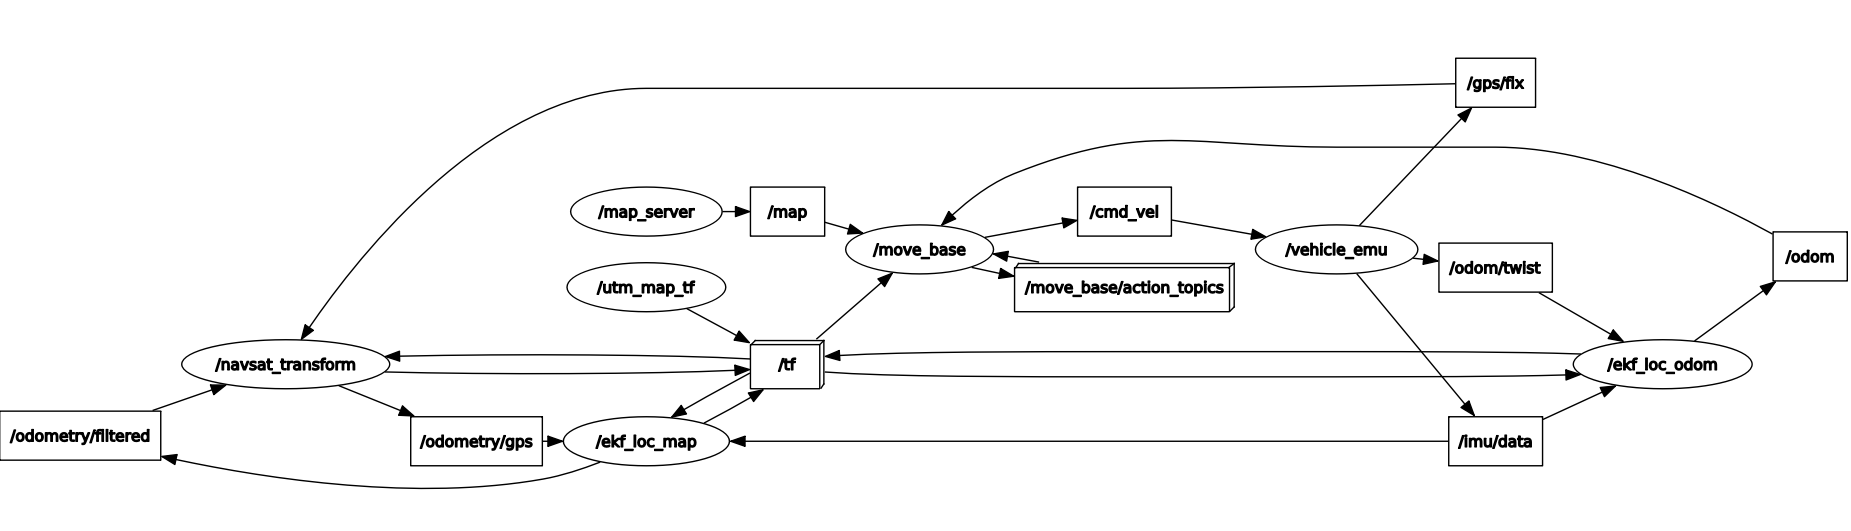 /gps/fix
/map_server
/map
/cmd_vel
/move_base
/vehicle_emu
/odom
/odom/twist
/utm_map_tf
/move_base/action_topics
/navsat_transform
/tf
/ekf_loc_odom
/odometry/filtered
/odometry/gps
/ekf_loc_map
/imu/data